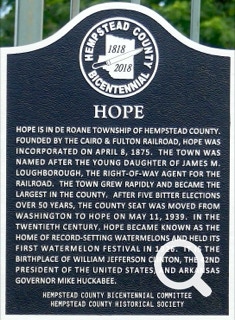 HEMPSTEAD COUNTY
1818
2018
BICENTENNIAL
HOPE
HOPE IS IN DE ROANE TOWNSHIP OF HEMPSTEAD COUNTY.
FOUNDED BY THE CAIRO & FULTON RAILROAD, HOPE WAS
INCORPORATED ON APRIL 8, 1875. THE TOWN WAS
NAMED AFTER THE YOUNG DAUGHTER OF JAMES M.
LOUGHBOROUGH, THE RIGHT-OF-WAY AGENT FOR THE
RAILROAD. THE TOWN GREW RAPIDLY AND BECAME THE
LARGEST IN THE COUNTY. AFTER FIVE BITTER ELECTIONS
OVER 50 YEARS, THE COUNTY SEAT WAS MOVED FROM
WASHINGTON TO HOPE ON MAY 11, 1939. IN THE
TWENTIETH CENTURY, HOPE BECAME KNOWN AS THE
HOME OF RECORD-SETTING WATERMELONS AND HELD ITS
FIRST WATERMELON FESTIVAL IN THE
BIRTHPLACE OF WILLIAM JEFFERSON CLINTON, THE 42ND
PRESIDENT OF THE UNITED STATES, AND ARKANSAS
GOVERNOR MIKE HUCKABEE.
HEMPSTEAD COUNTY BICENTENNIAL COMMITTEE
HEMPSTEAD COUNTY HISTORICAL SOCIETY